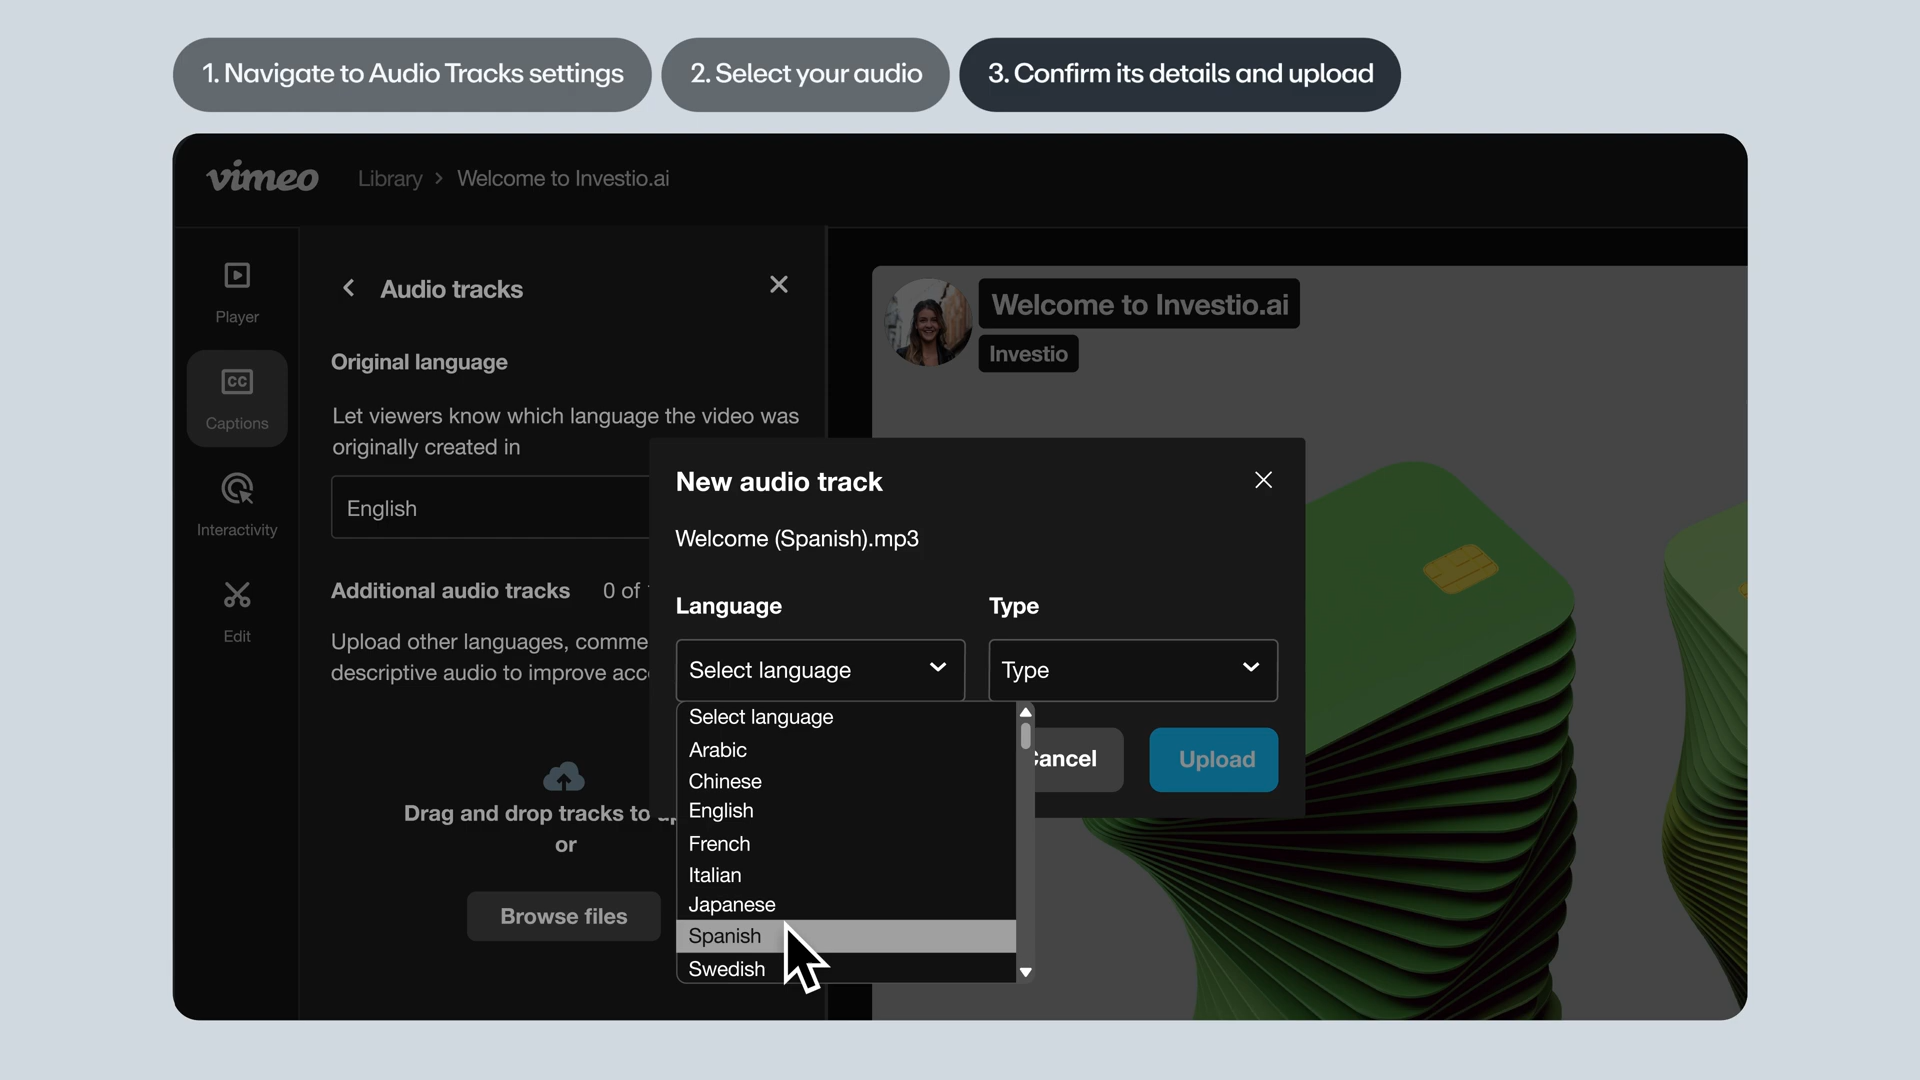 1. Navigate to Audio Tracks settings
2. Select your audio
3. Confirm its details and upload
vimeo
Library > Welcome to Investio.ai
Player
Captions
CC
Interactivity
Edit
Audio tracks
Original language
Let viewers know which language the video was
originally created in
English
Additional audio tracks 0 of
Upload other languages,
descriptive audio to improve
Drag and drop tracks to
or
Browse files
Welcome to Investio.ai
Investio
New audio track
Welcome (Spanish).mp3
Language
Type
Select language
Type
Select language
Arabic
Chinese
English
French
Italian
Japanese
Spanish
Swedish
Cancel
Upload